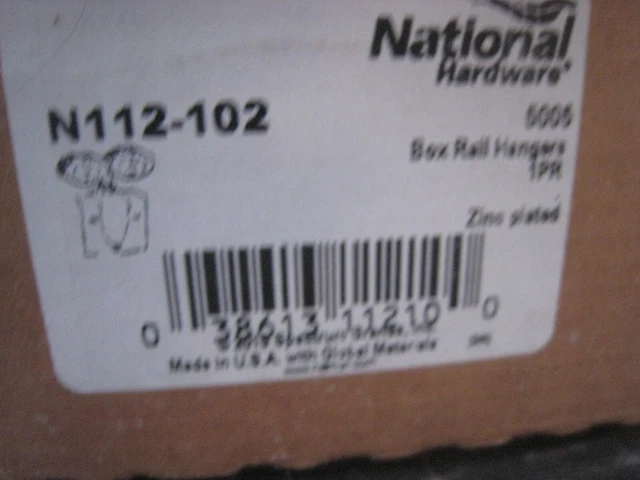 National
Hardware®
N112-102
5005
Box Rail Hangers
1PR
Zinc plated
0 38613 11210 0
Made in U.S.A. with Global Materials